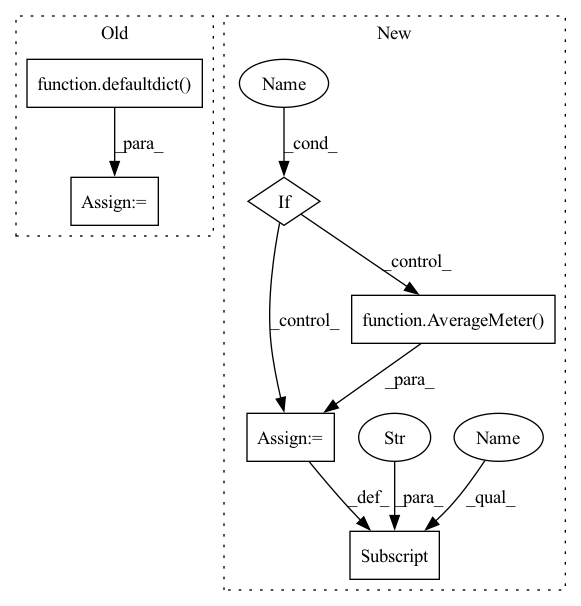 Old
New
function.defaultdict()
Name
_para_
_cond_
Assign:=
If
_control_
_control_
function.AverageMeter()
_para_
Assign:=
Str
Name
_def_
_para_
_qual_
Subscript